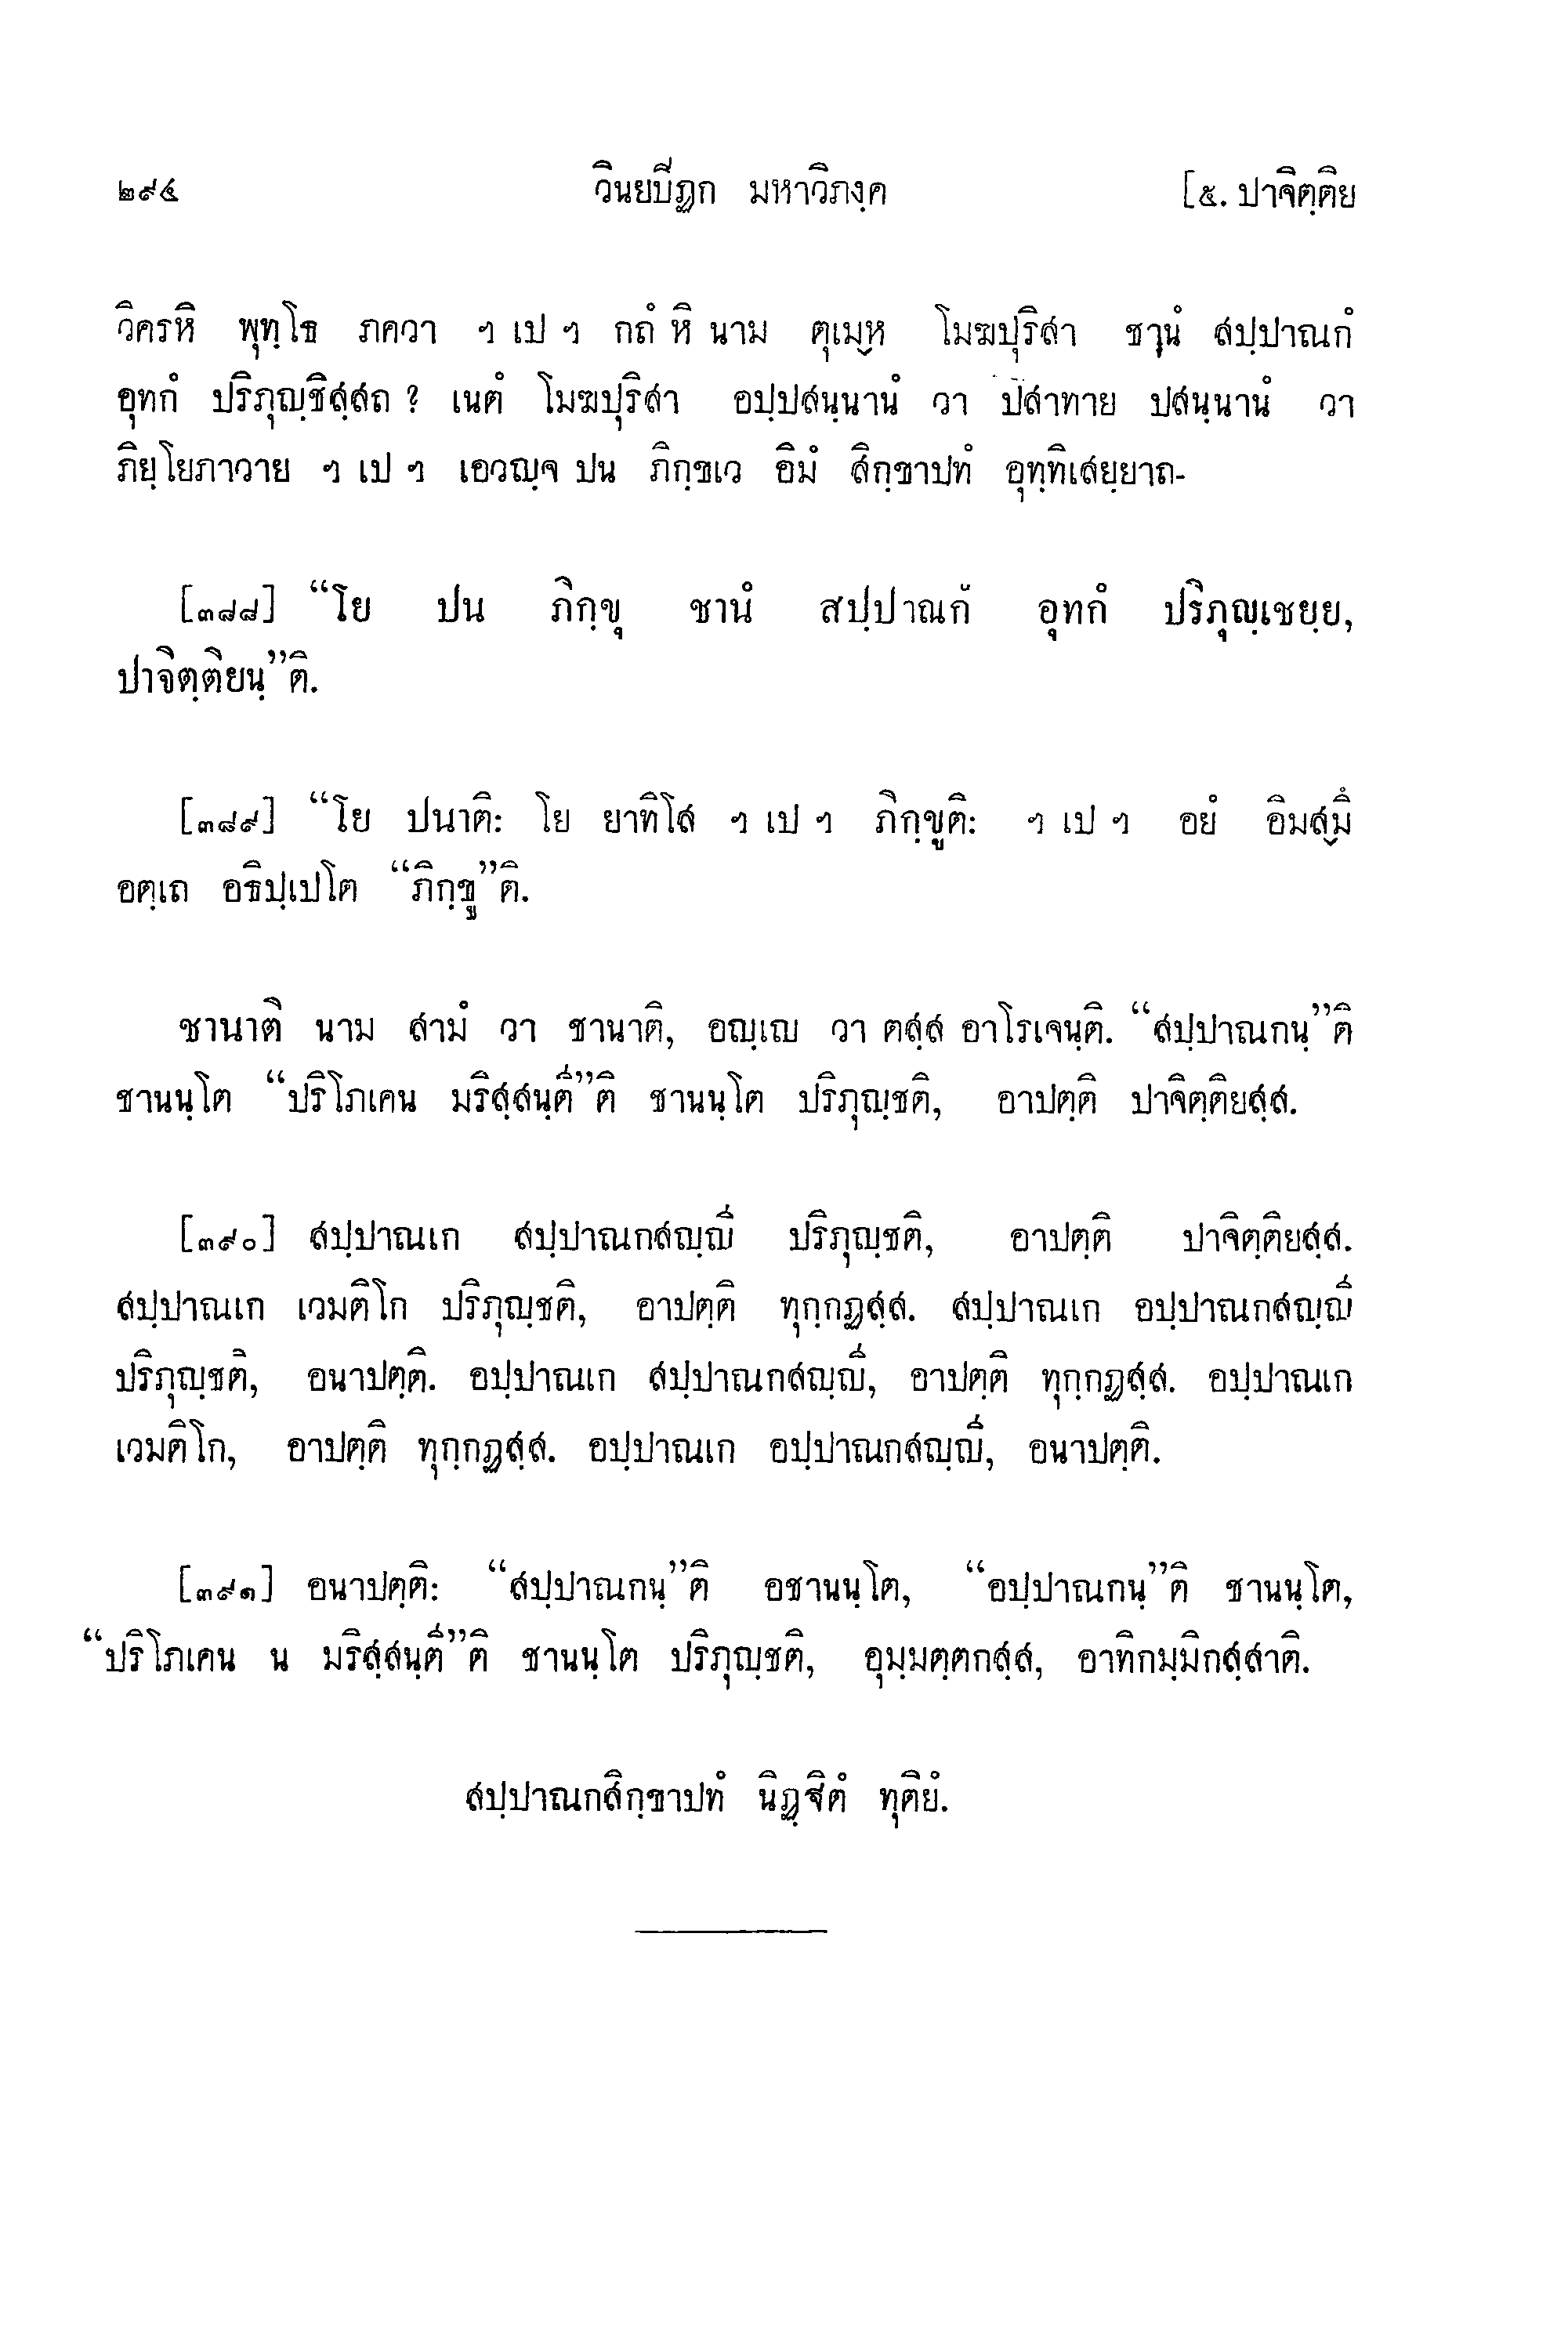 ๒๙๔ วินยปิฏก มหาวิภงฺค [๕. ปาจิตฺติย
วิครหิ พุทฺโธ ภควา ฯ เป ฯ กถํ หิ นาม ตุเมฺห โมฆปุริสา ชานํ สปฺปาณกํ
อุทกํ ปริภุญฺชิสฺสถ ? เนตํ โมฆปุริสา อปฺปสนฺนานํ วา ปสาทาย ปสนฺนานํ วา
ภิยฺโยภาวาย ฯ เป ฯ เอวญฺจ ปน ภิกฺขเว อิมํ สิกฺขาปทํ อุทฺทิเสยฺยาถ-
[๓๘๘] “โย ปน ภิกฺขุ ชานํ สปฺปาณกํ อุทกํ ปริภุญฺเชยฺย,
ปาจิตฺติยนฺ”ติ.
[๓๘๙] “โย ปนาติ: โย ยาทิโส ฯ เป ฯ ภิกฺขูติ: ฯ เป ฯ อยํ อิมสฺมิํ
อตฺเถ อธิปฺเปโต “ภิกฺขู”ติ.
ชานาติ นาม สามํ วา ชานาติ, อญฺเญ วา ตสฺส อาโรเจนฺติ. “สปฺปาณกนฺ”ติ
ชานนฺโต “ปริโภเคน มริสฺสนฺตี”ติ ชานนฺโต ปริภุญฺชติ, อาปตฺติ ปาจิตฺติยสฺส.
[๓๙๐] สปฺปาณเก สปฺปาณกสญฺญี ปริภุญฺชติ, อาปตฺติ ปาจิตฺติยสฺส.
สปฺปาณเก เวมติโก ปริภุญฺชติ, อาปตฺติ ทุกฺกฏสฺส. สปฺปาณเก อปฺปาณกสญฺญี
ปริภุญฺชติ, อนาปตฺติ. อปฺปาณเก สปฺปาณกสญฺญี, อาปตฺติ ทุกฺกฏสฺส. อปฺปาณเก
เวมติโก, อาปตฺติ ทุกฺกฏสฺส. อปฺปาณเก อปฺปาณกสญฺญี, อนาปตฺติ.
[๓๙๑] อนาปตฺติ: “สปฺปาณกนฺ”ติ อชานนฺโต, “อปฺปาณกนฺ”ติ ชานนฺโต,
“ปริโภเคน น มริสฺสนฺตี”ติ ชานนฺโต ปริภุญฺชติ, อุมฺมตฺตกสฺส, อาทิกมฺมิกสฺสาติ.
สปฺปาณกสิกฺขาปทํ นิฏฺฐิตํ ทุติยํ.